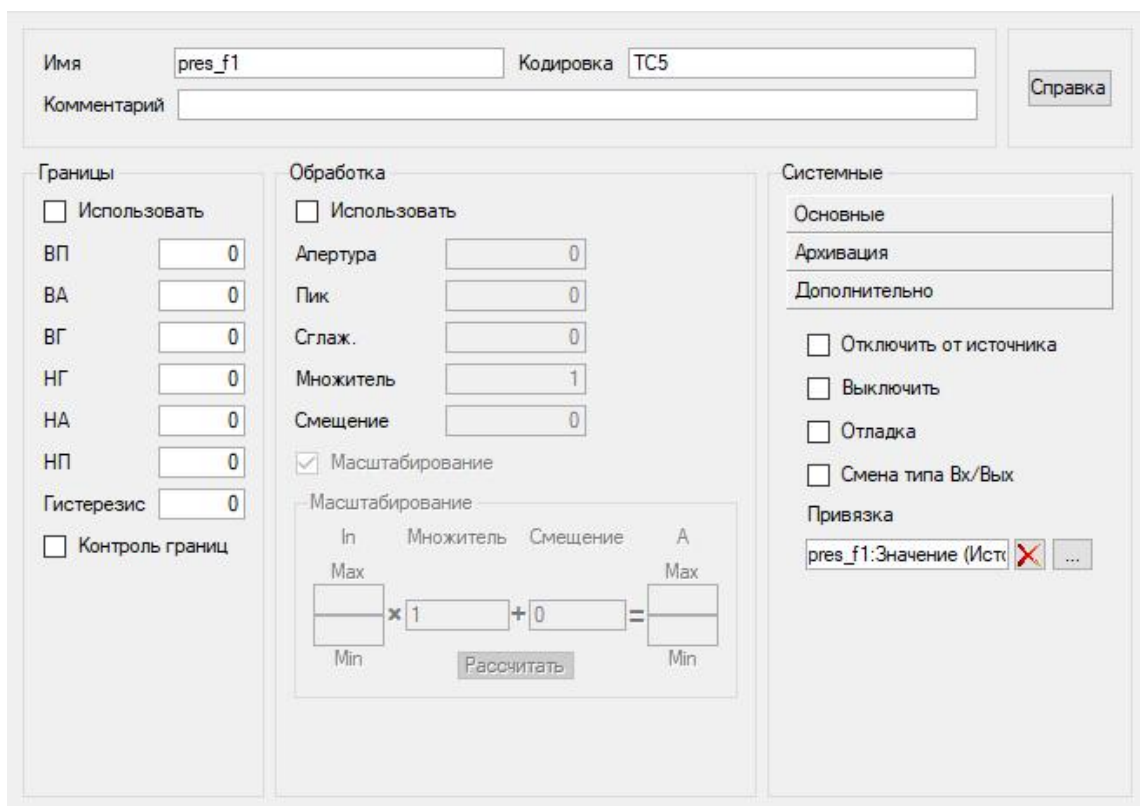 Имя pres_f1 Кодировка TC5
Комментарий
Справка
Границы
Использовать
ВП 0
ВА 0
ВГ 0
НГ 0
НА 0
НП 0
Гистерезис 0
Контроль границ
Обработка
Использовать
Апертура 0
Пик 0
Сглаж. 0
Множитель 1
Смещение 0
Масштабирование
Масштабирование
In Множитель Смещение A
Max Max
× 1 + 0 =
Min Рассчитать Min
Системные
Основные
Архивация
Дополнительно
Отключить от источника
Выключить
Отладка
Смена типа Вх/Вых
Привязка
pres_f1:Значение (Исто ...